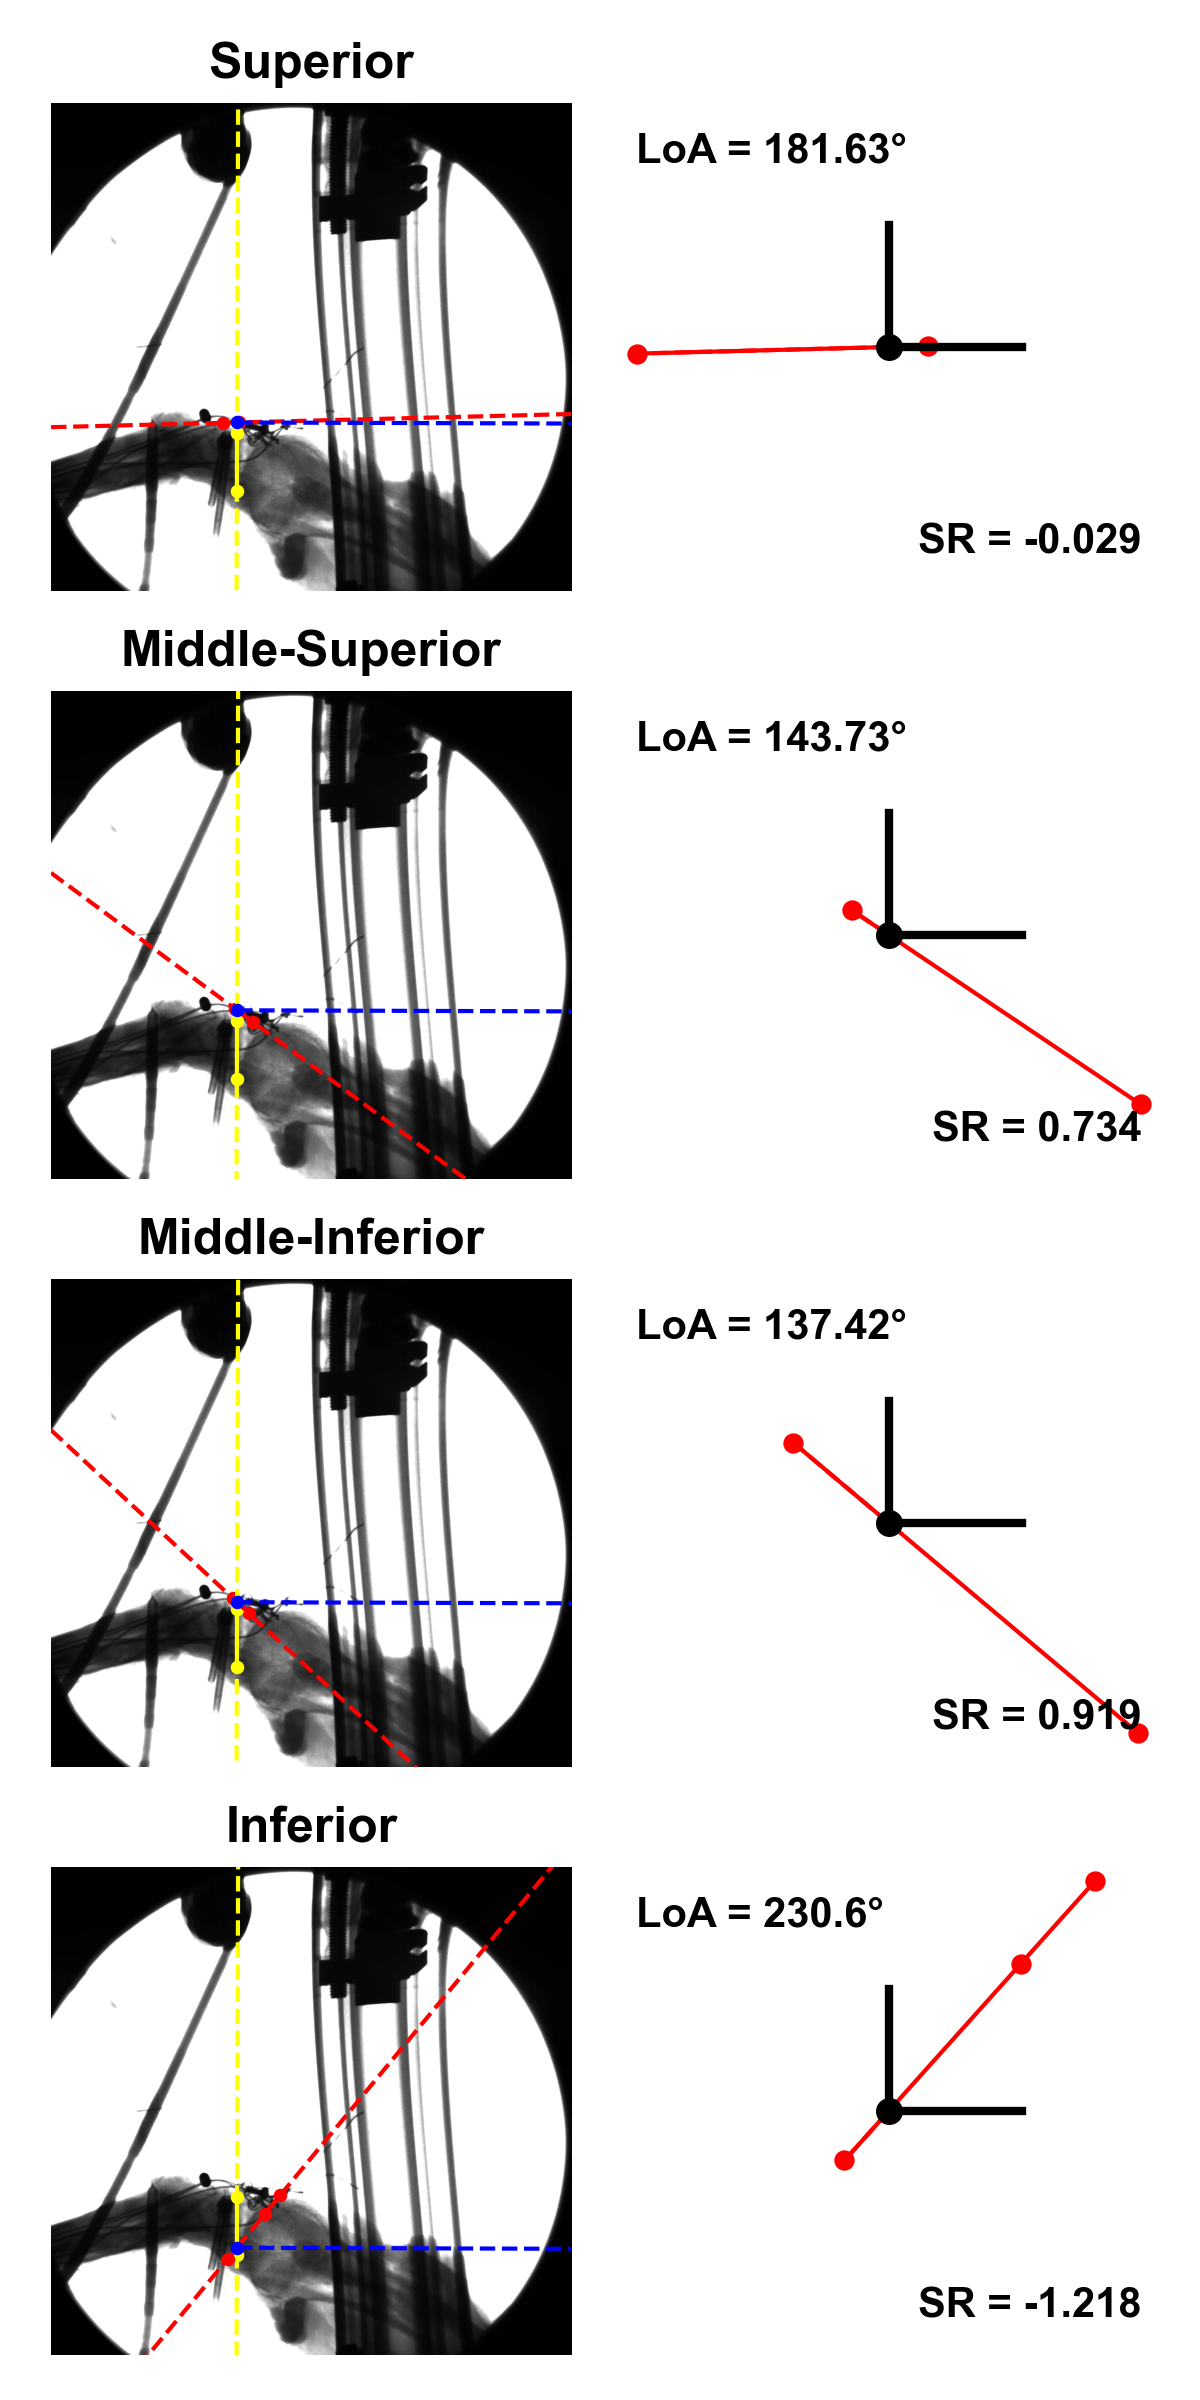 Superior
LoA = 181.63°
SR = -0.029
Middle-Superior
LoA = 143.73°
SR = 0.734
Middle-Inferior
LoA = 137.42°
SR = 0.919
Inferior
LoA = 230.6°
SR = -1.218